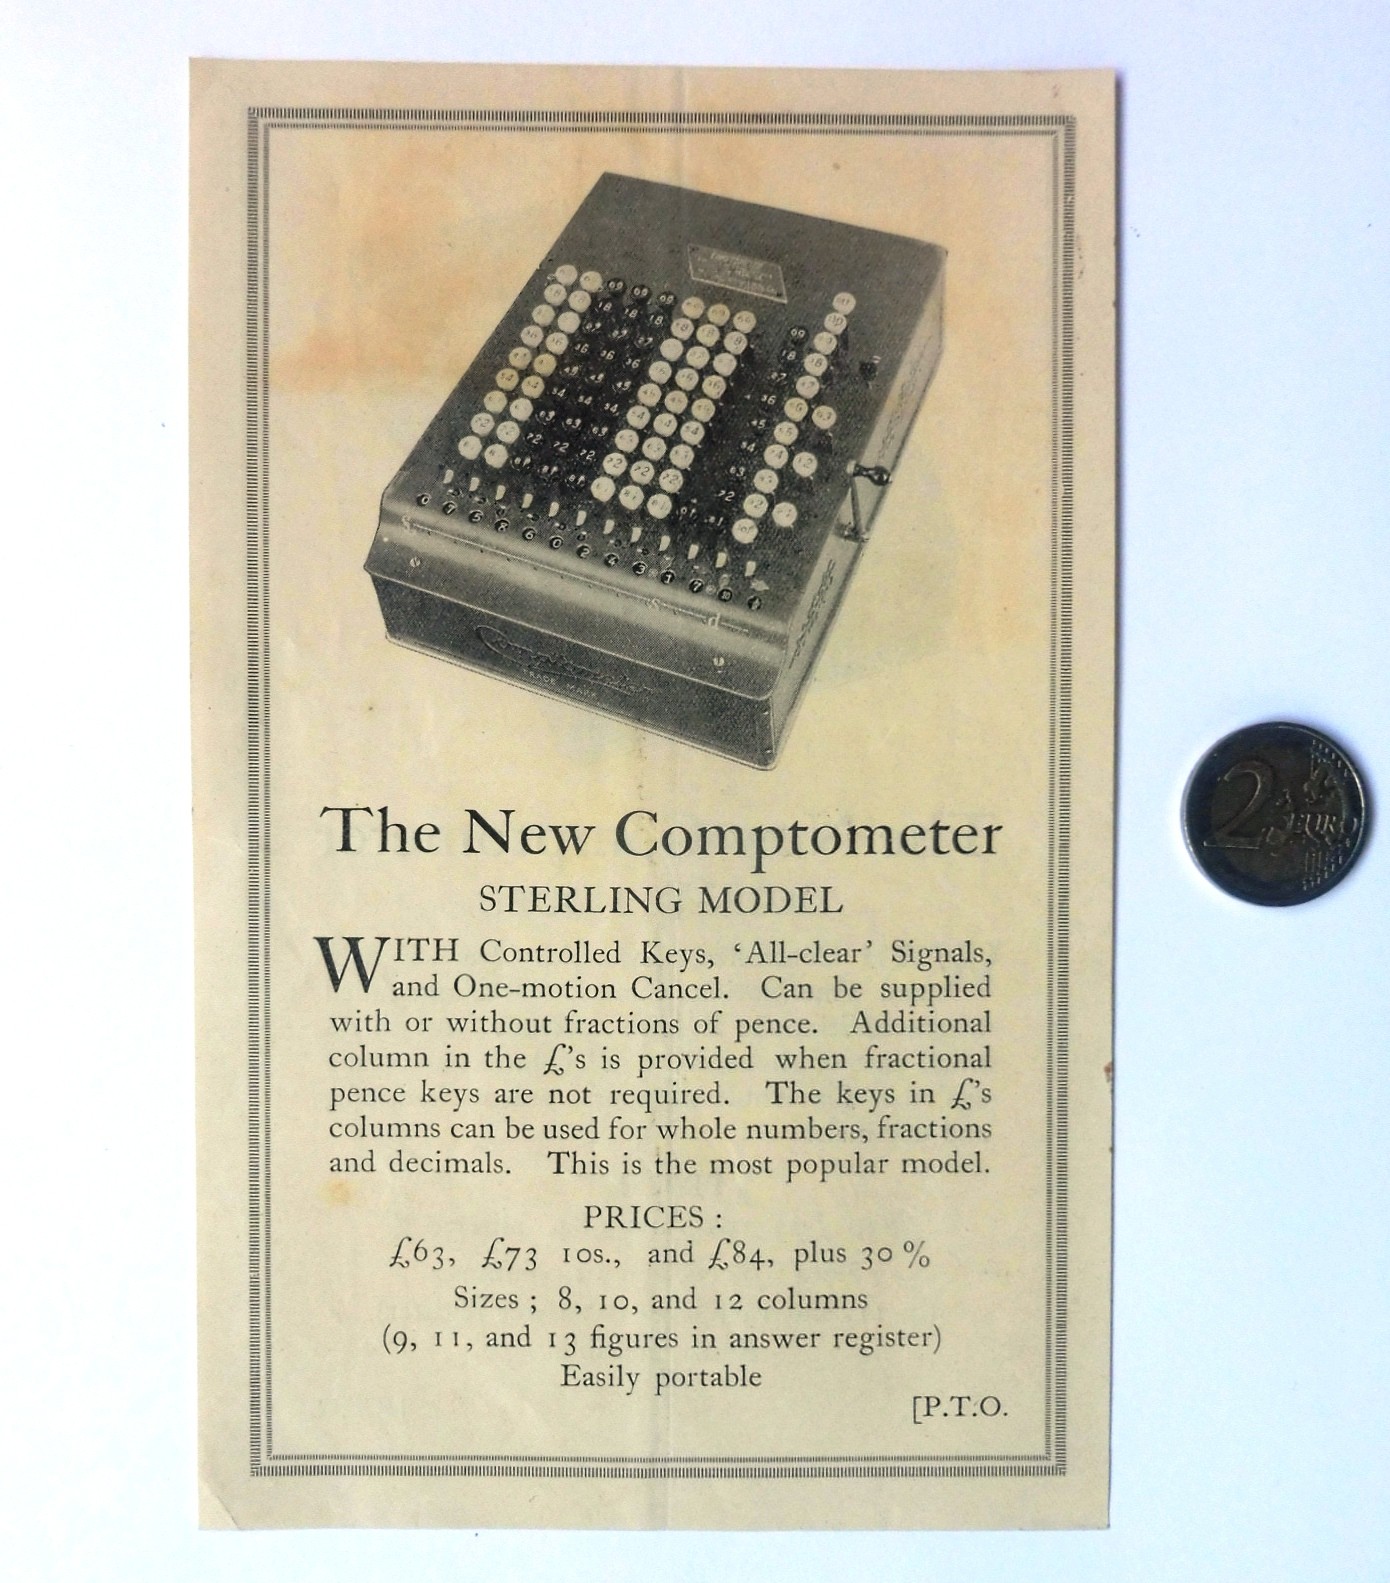 Comptometer
TRADE MARK
The New Comptometer
STERLING MODEL
WITH Controlled Keys, ‘All-clear’ Signals,
and One-motion Cancel. Can be supplied
with or without fractions of pence. Additional
column in the £’s is provided when fractional
pence keys are not required. The keys in £’s
columns can be used for whole numbers, fractions
and decimals. This is the most popular model.
PRICES :
£63, £73 10s., and £84, plus 30 %
Sizes ; 8, 10, and 12 columns
(9, 11, and 13 figures in answer register)
Easily portable
[P.T.O.
2 EURO